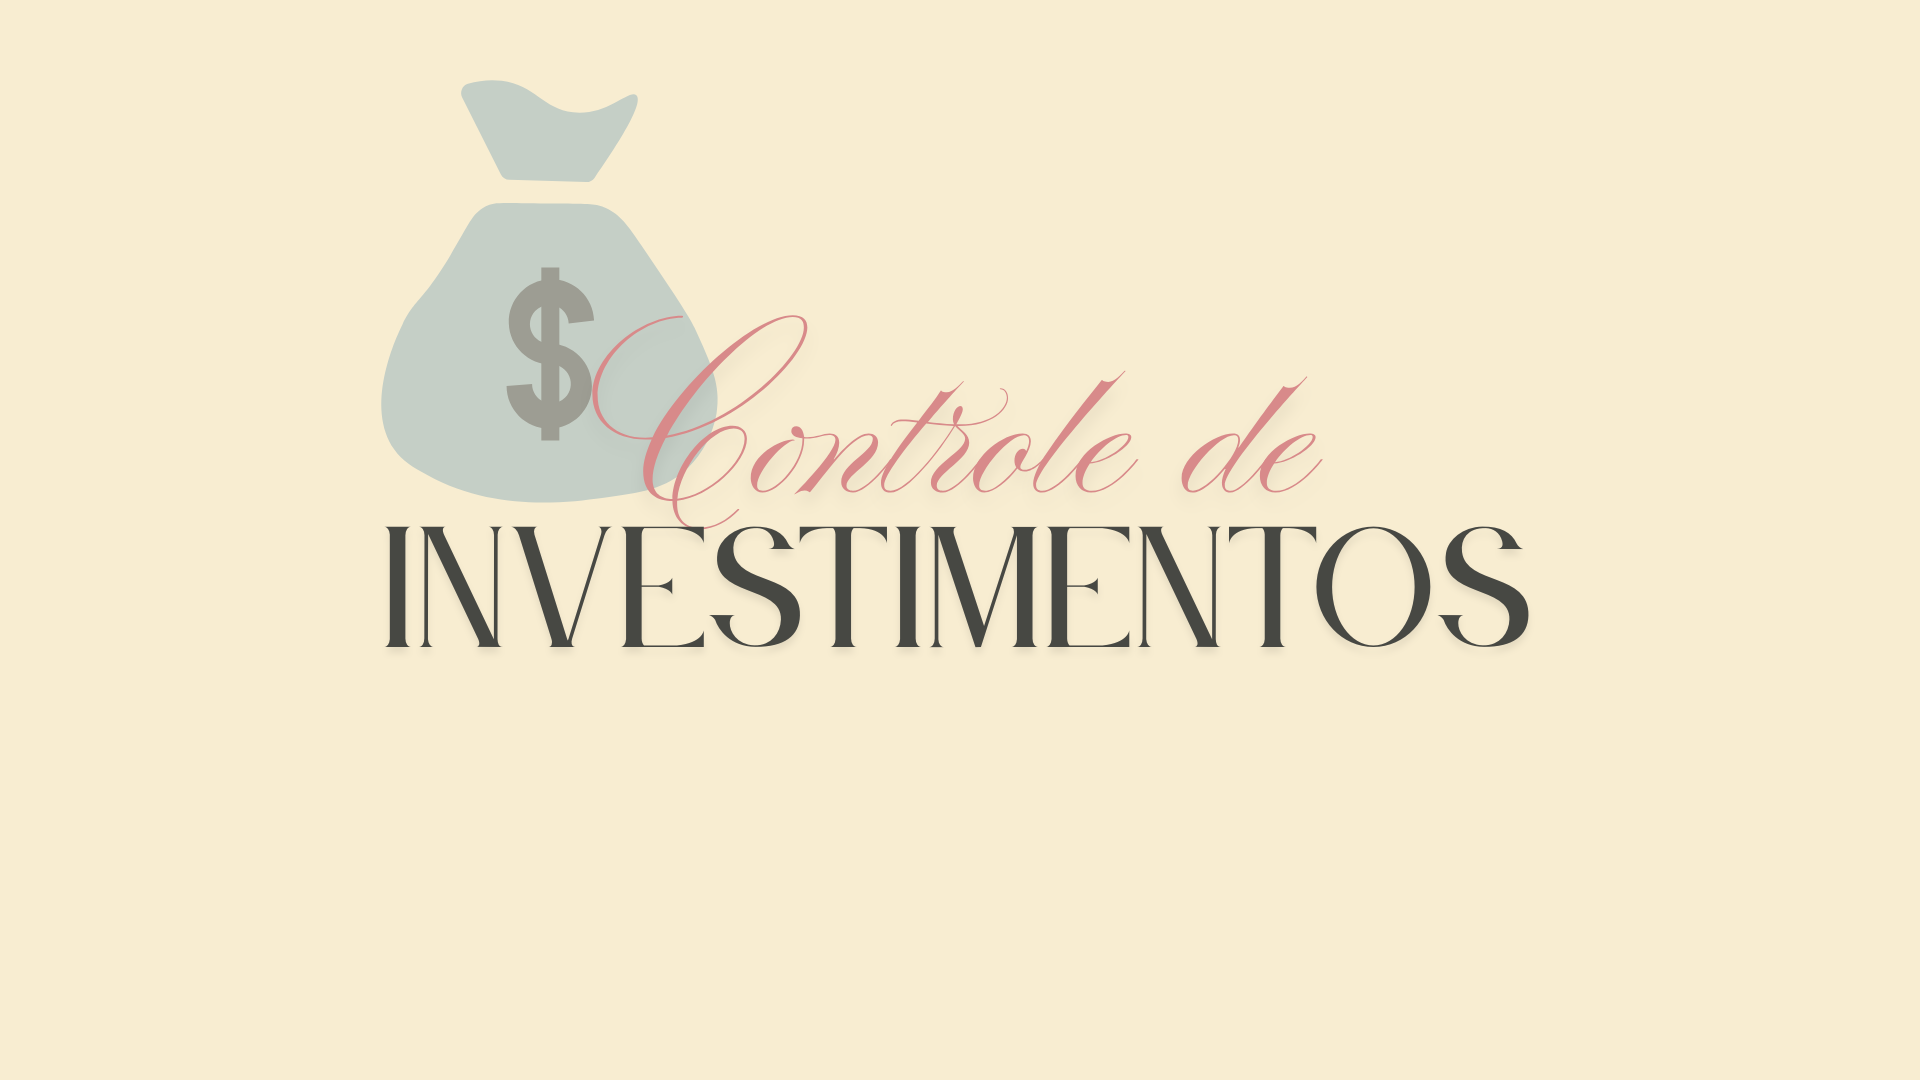 $
Controle de
INVESTIMENTOS